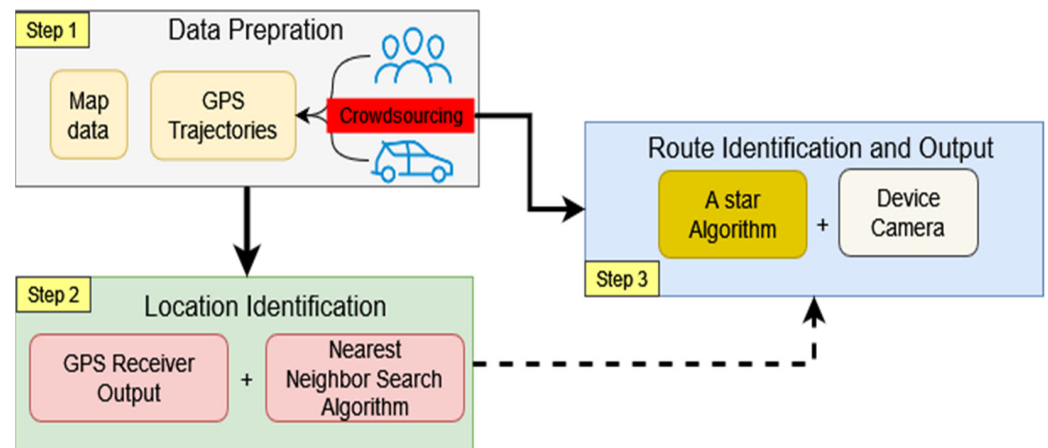 Step 1
Data Prepration
Map
data
GPS
Trajectories
Crowdsourcing
Route Identification and Output
A star
Algorithm
+
Device
Camera
Step 3
Step 2
Location Identification
GPS Receiver
Output
+
Nearest
Neighbor Search
Algorithm